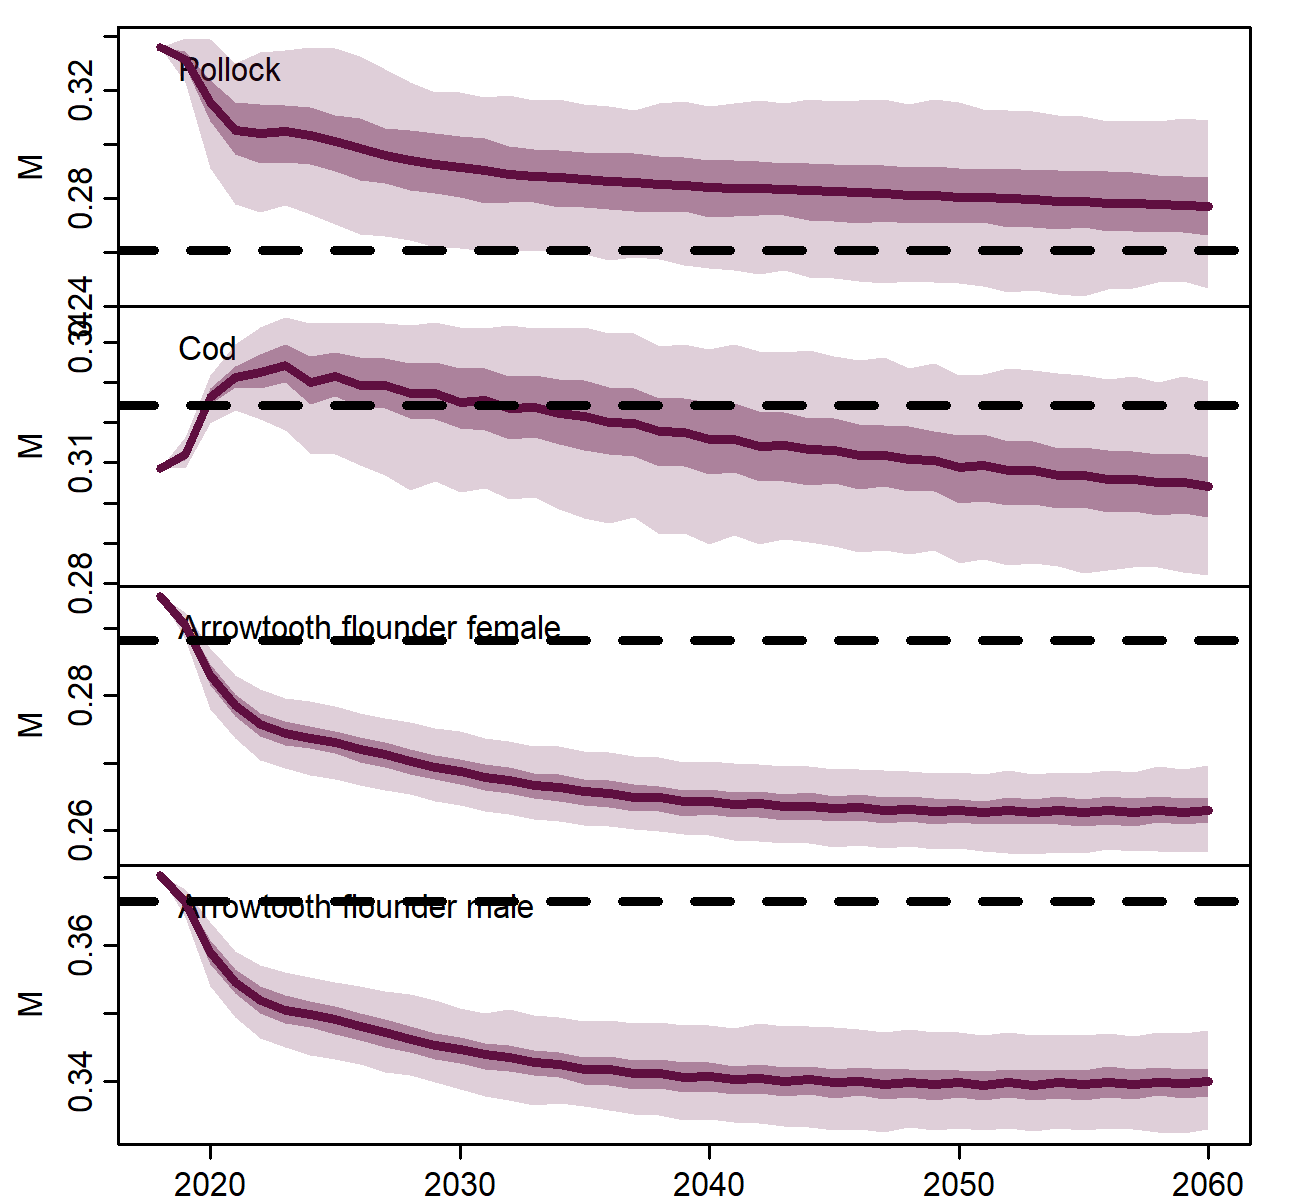 Pollock
M
0.32
0.28
0.24
Cod
M
0.34
0.31
0.28
Arrowtooth flounder female
M
0.28
0.26
Arrowtooth flounder male
M
0.36
0.34
2020 2030 2040 2050 2060